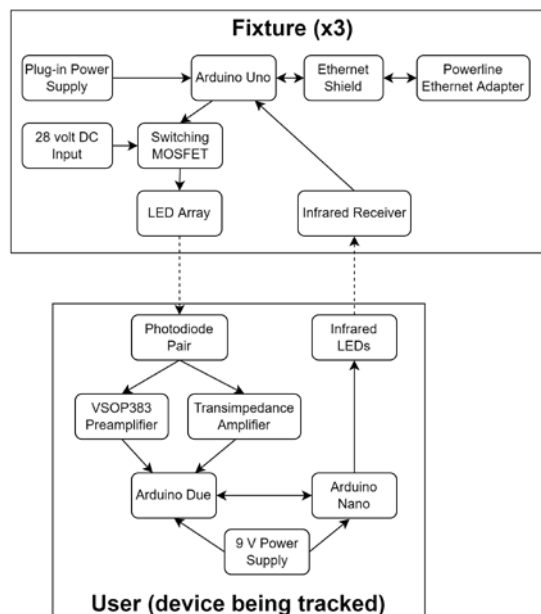 Fixture (x3)
Plug-in Power
Supply
Arduino Uno
Ethernet
Shield
Powerline
Ethernet Adapter
28 volt DC
Input
Switching
MOSFET
LED Array
Infrared Receiver
Photodiode
Pair
Infrared
LEDs
VSOP383
Preamplifier
Transimpedance
Amplifier
Arduino Due
Arduino
Nano
9 V Power
Supply
User (device being tracked)